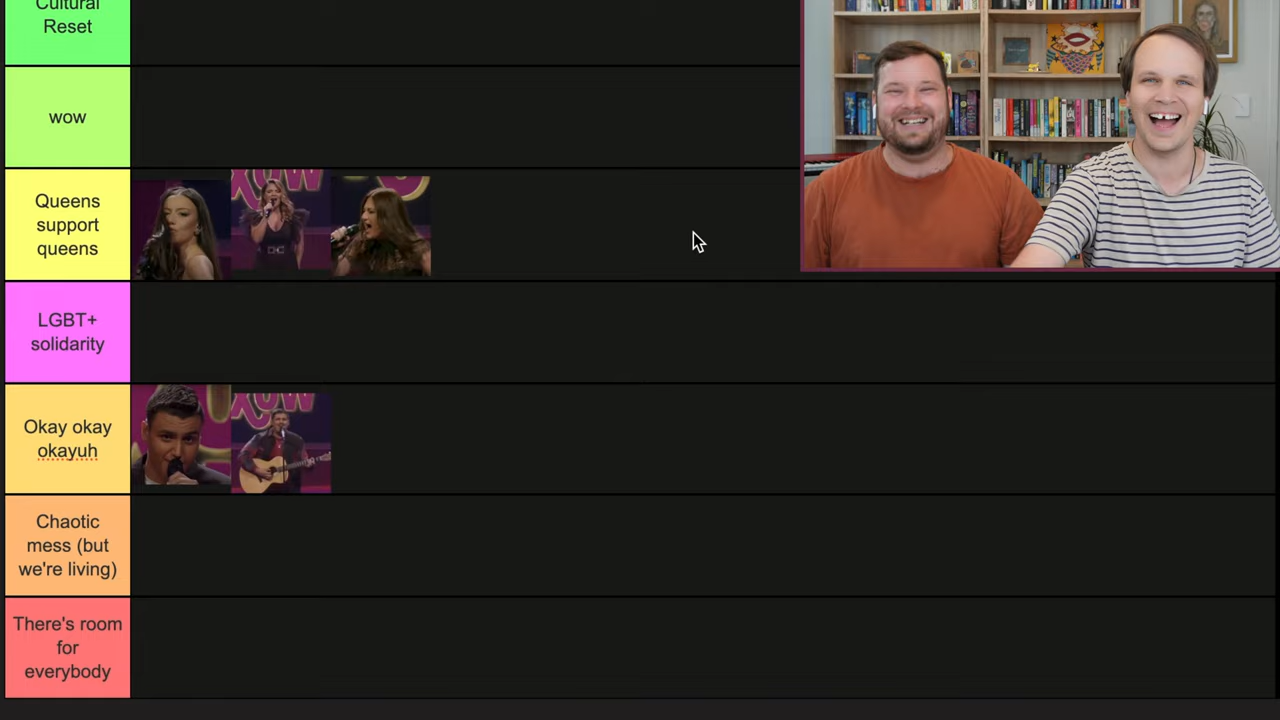 Cultural
Reset
wow
Queens
support
queens
LGBT+
solidarity
Okay okay
okayuh
Chaotic
mess (but
we're living)
There's room
for
everybody